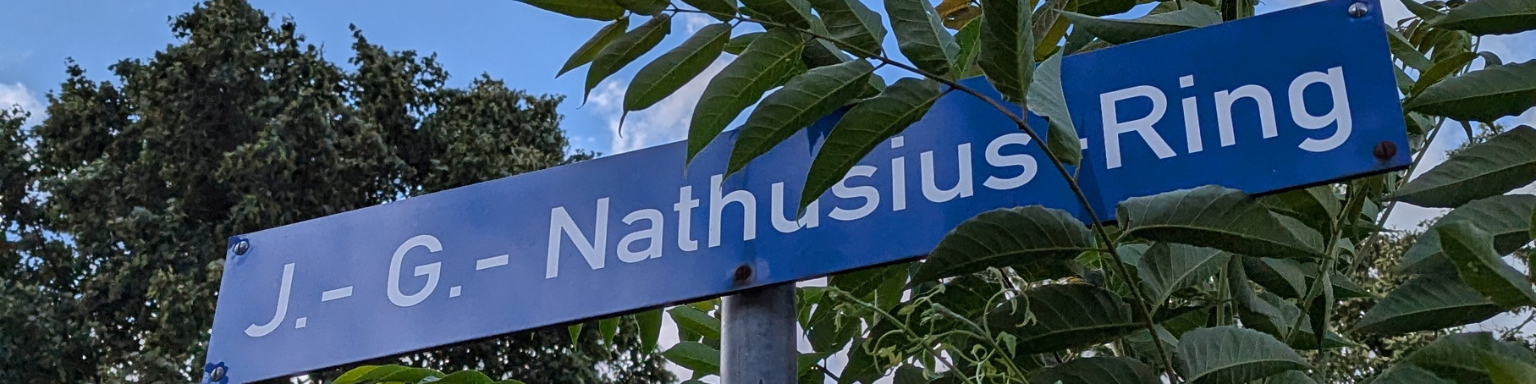 J.- G.- Nathusius-Ring